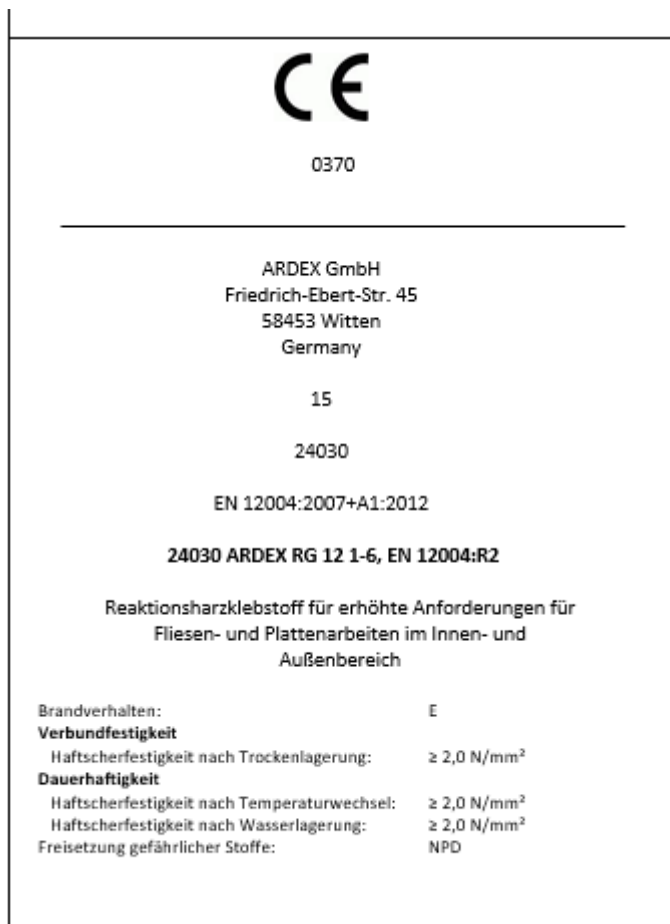 CE
0370
ARDEX GmbH
Friedrich-Ebert-Str. 45
58453 Witten
Germany
15
24030
EN 12004:2007+A1:2012
24030 ARDEX RG 12 1-6, EN 12004:R2
Reaktionsharzklebstoff für erhöhte Anforderungen für
Fliesen- und Plattenarbeiten im Innen- und
Außenbereich
Brandverhalten: E
Verbundfestigkeit
Haftscherfestigkeit nach Trockenlagerung: ≥ 2,0 N/mm²
Dauerhaftigkeit
Haftscherfestigkeit nach Temperaturwechsel: ≥ 2,0 N/mm²
Haftscherfestigkeit nach Wasserlagerung: ≥ 2,0 N/mm²
Freisetzung gefährlicher Stoffe: NPD